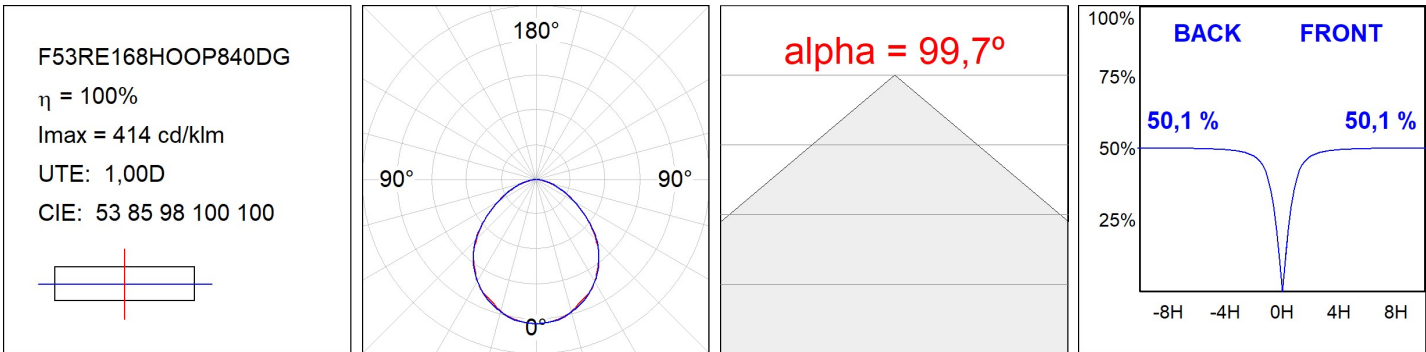 F53RE168HOOP840DG
η = 100%
Imax = 414 cd/klm
UTE: 1,00D
CIE: 53 85 98 100 100
180°
90° 90°
0°
alpha = 99,7º
100%
BACK FRONT
75%
50,1 % 50,1 %
50%
25%
-8H -4H 0H 4H 8H